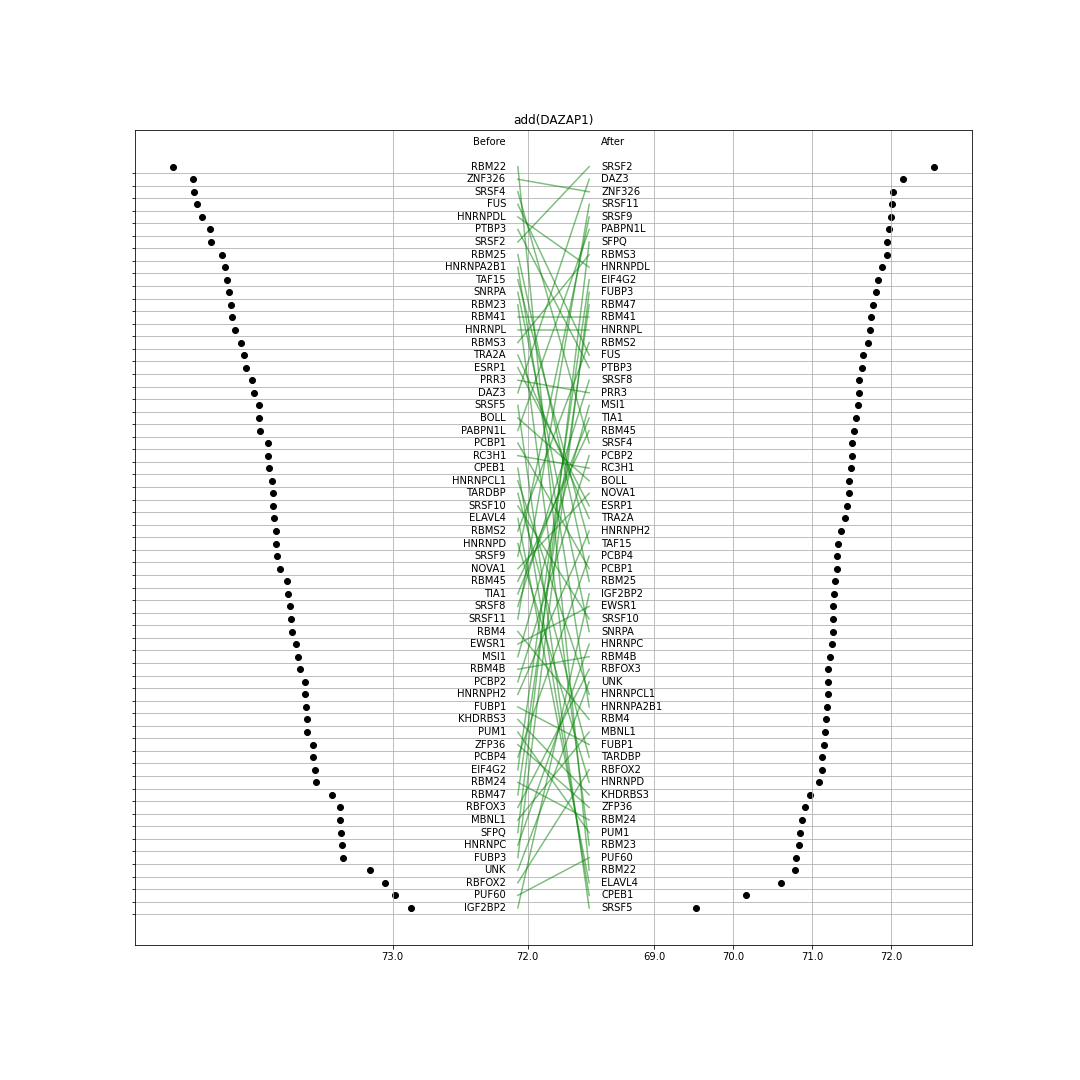 add(DAZAP1)
Before After
RBM22 SRSF2
ZNF326 DAZ3
SRSF4 ZNF326
FUS SRSF11
HNRNPDL SRSF9
PTBP3 PABPN1L
SRSF2 SFPQ
RBM25 RBMS3
HNRNPA2B1 HNRNPDL
TAF15 EIF4G2
SNRPA FUBP3
RBM23 RBM47
RBM41 RBM41
HNRNPL HNRNPL
RBMS3 RBMS2
TRA2A FUS
ESRP1 PTBP3
PRR3 SRSF8
DAZ3 PRR3
SRSF5 MSI1
BOLL TIA1
PABPN1L RBM45
PCBP1 SRSF4
RC3H1 PCBP2
CPEB1 RC3H1
HNRNPCL1 BOLL
TARDBP NOVA1
SRSF10 ESRP1
ELAVL4 TRA2A
RBMS2 HNRNPH2
HNRNPD TAF15
SRSF9 PCBP4
NOVA1 PCBP1
RBM45 RBM25
TIA1 IGF2BP2
SRSF8 EWSR1
SRSF11 SRSF10
RBM4 SNRPA
EWSR1 HNRNPC
MSI1 RBM4B
RBM4B RBFOX3
PCBP2 UNK
HNRNPH2 HNRNPCL1
FUBP1 HNRNPA2B1
KHDRBS3 RBM4
PUM1 MBNL1
ZFP36 FUBP1
PCBP4 TARDBP
EIF4G2 RBFOX2
RBM24 HNRNPD
RBM47 KHDRBS3
RBFOX3 ZFP36
MBNL1 RBM24
SFPQ PUM1
HNRNPC RBM23
FUBP3 PUF60
UNK RBM22
RBFOX2 ELAVL4
PUF60 CPEB1
IGF2BP2 SRSF5
73.0 72.0 69.0 70.0 71.0 72.0